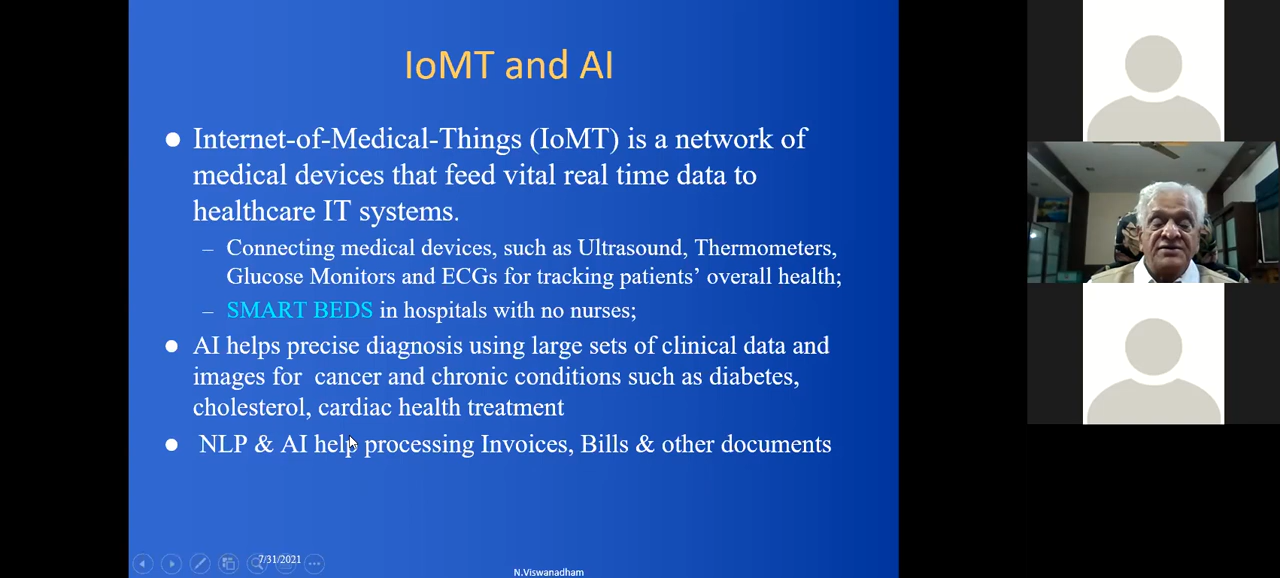 IoMT and AI
● Internet-of-Medical-Things (IoMT) is a network of
medical devices that feed vital real time data to
healthcare IT systems.
– Connecting medical devices, such as Ultrasound, Thermometers,
Glucose Monitors and ECGs for tracking patients’ overall health;
– SMART BEDS in hospitals with no nurses;
● AI helps precise diagnosis using large sets of clinical data and
images for  cancer and chronic conditions such as diabetes,
cholesterol, cardiac health treatment
● NLP & AI help processing Invoices, Bills & other documents
7/31/2021
N.Viswanadham